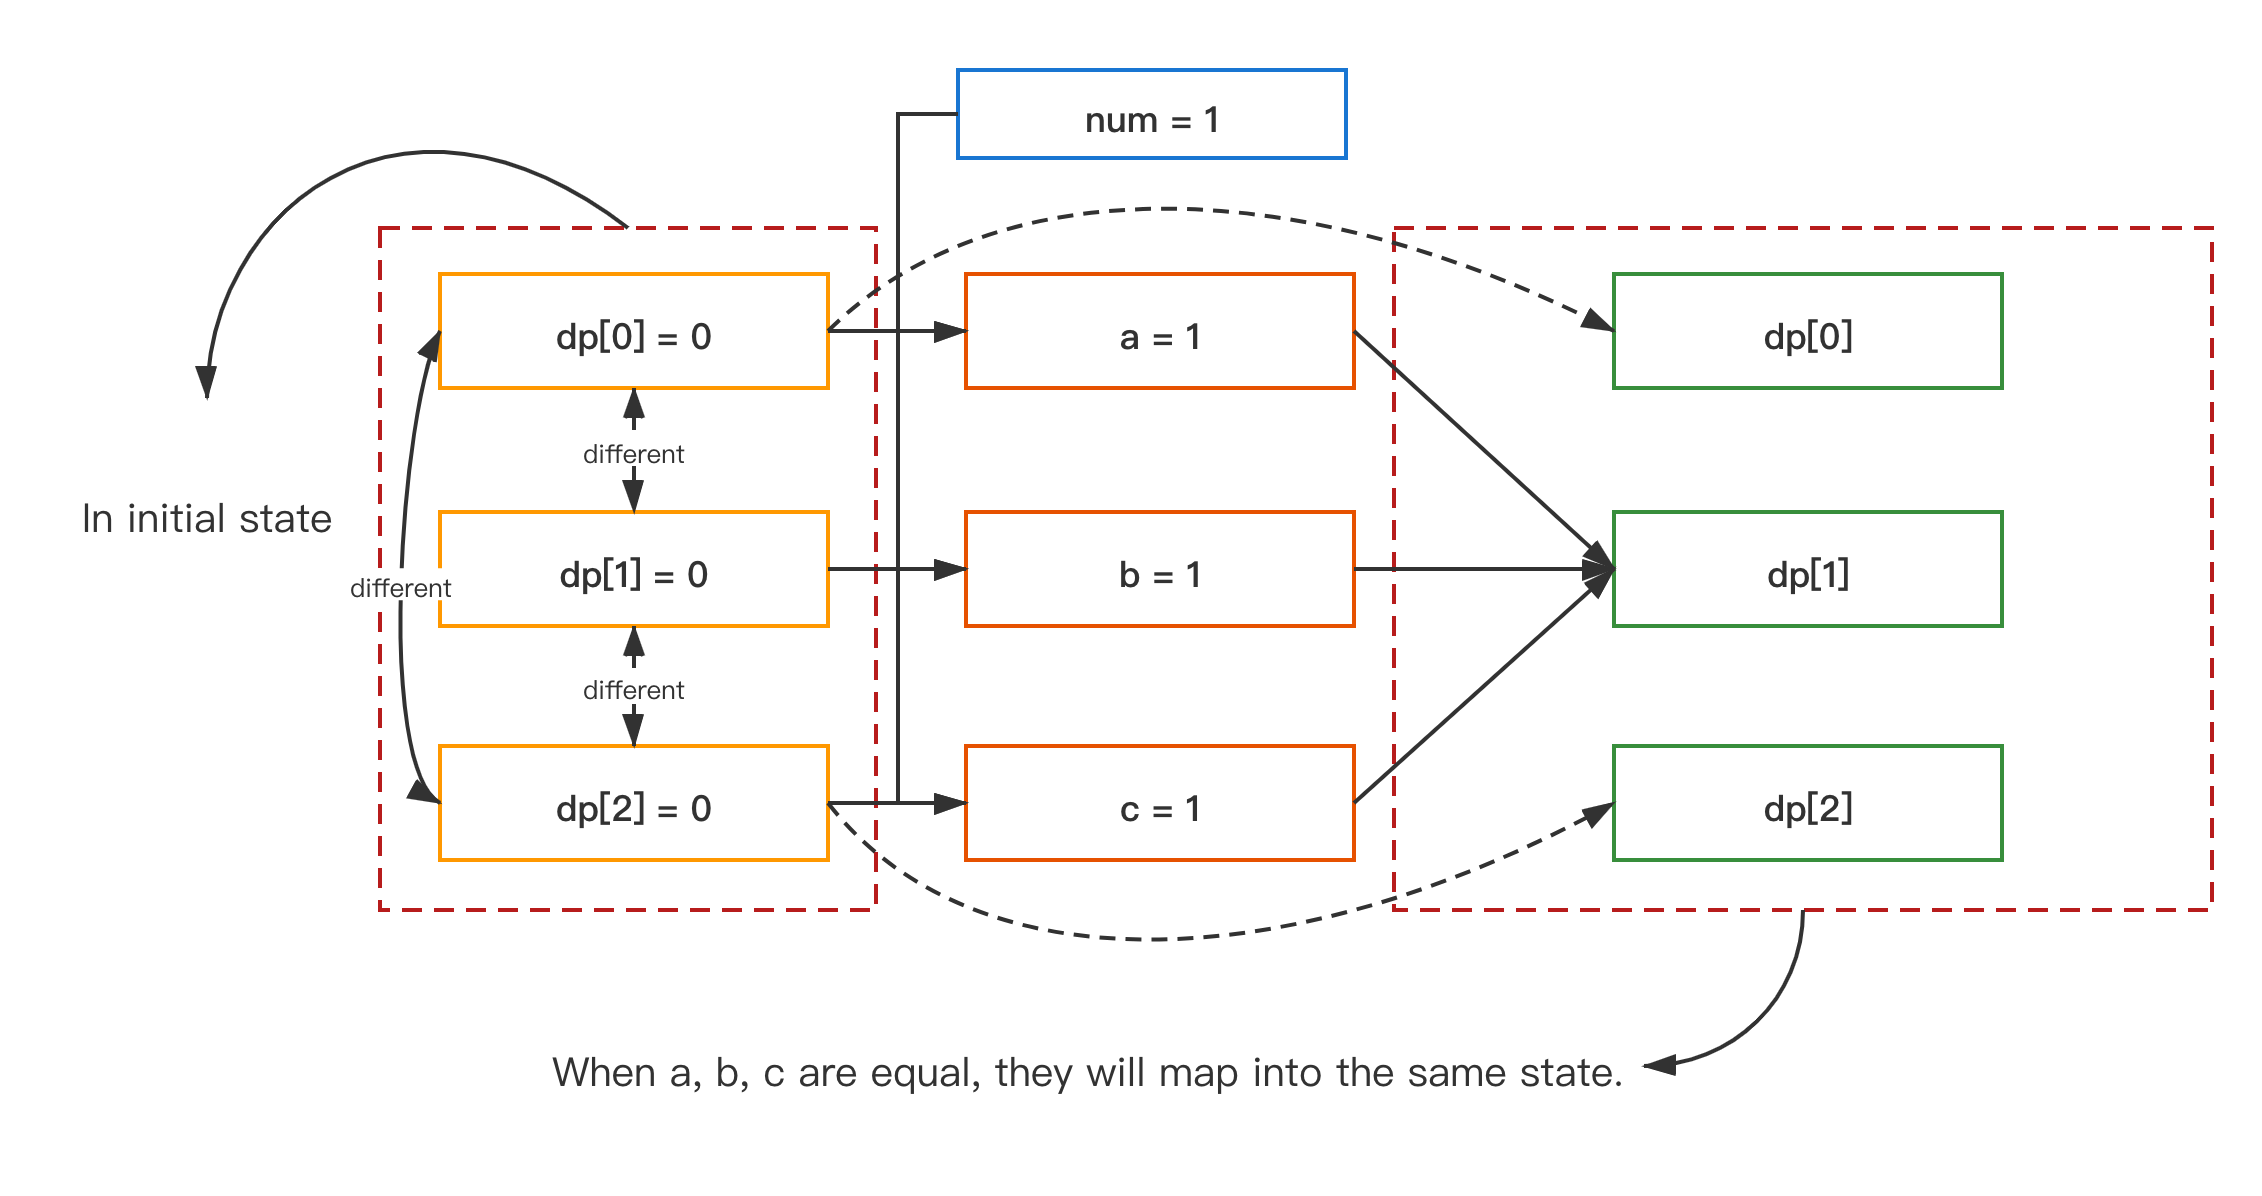 num = 1
dp[0] = 0
a = 1
dp[0]
different
In initial state
dp[1] = 0
b = 1
dp[1]
different
different
dp[2] = 0
c = 1
dp[2]
When a, b, c are equal, they will map into the same state.